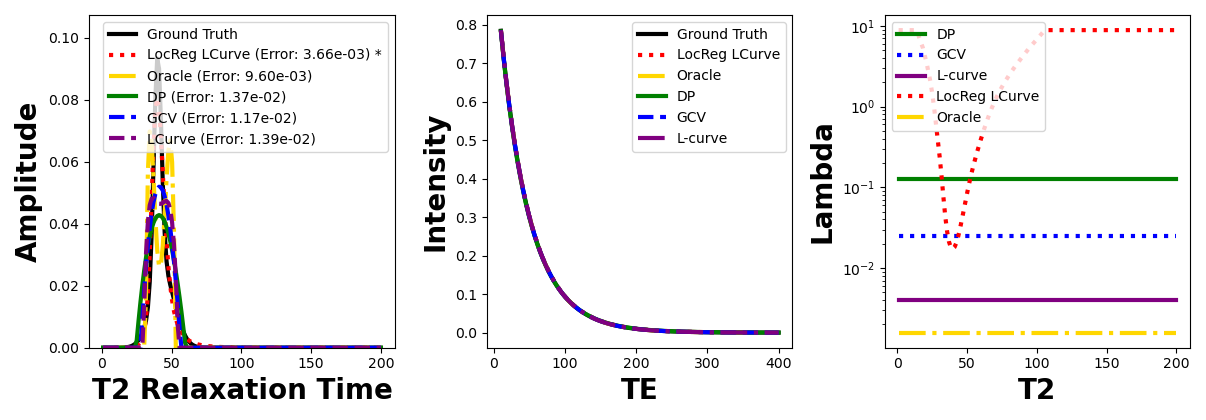 0.10
0.08
0.06
0.04
0.02
0.00
Amplitude
Ground Truth
LocReg LCurve (Error: 3.66e-03) *
Oracle (Error: 9.60e-03)
DP (Error: 1.37e-02)
GCV (Error: 1.17e-02)
LCurve (Error: 1.39e-02)
0 50 100 150 200
T2 Relaxation Time
0.8
0.7
0.6
0.5
0.4
0.3
0.2
0.1
0.0
Intensity
Ground Truth
LocReg LCurve
Oracle
DP
GCV
L-curve
0 100 200 300 400
TE
10¹
10⁰
10⁻¹
10⁻²
Lambda
DP
GCV
L-curve
LocReg LCurve
Oracle
0 50 100 150 200
T2